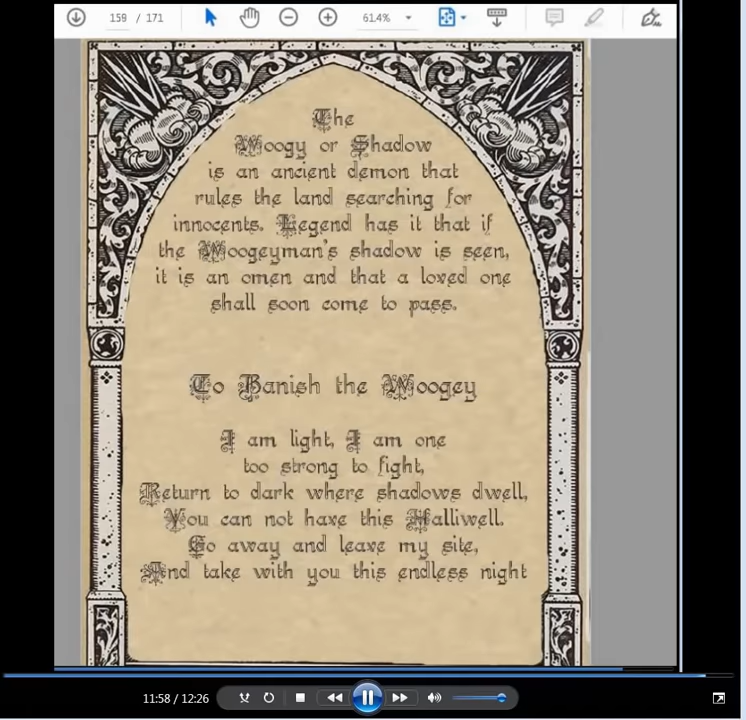 159 / 171
61.4%
The
Woogy or Shadow
is an ancient demon that
rules the land searching for
innocents. Legend has it that if
the Woogeyman's shadow is seen,
it is an omen and that a loved one
shall soon come to pass.
To Banish the Woogey
I am light, I am one
too strong to fight,
Return to dark where shadows dwell,
You can not have this Halliwell.
Go away and leave my site,
And take with you this endless night
11:58 / 12:26